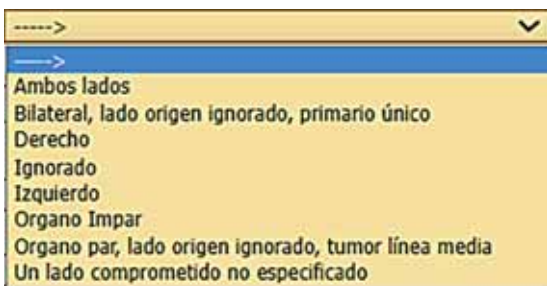 ----->
----->
Ambos lados
Bilateral, lado origen ignorado, primario único
Derecho
Ignorado
Izquierdo
Organo Impar
Organo par, lado origen ignorado, tumor línea media
Un lado comprometido no especificado